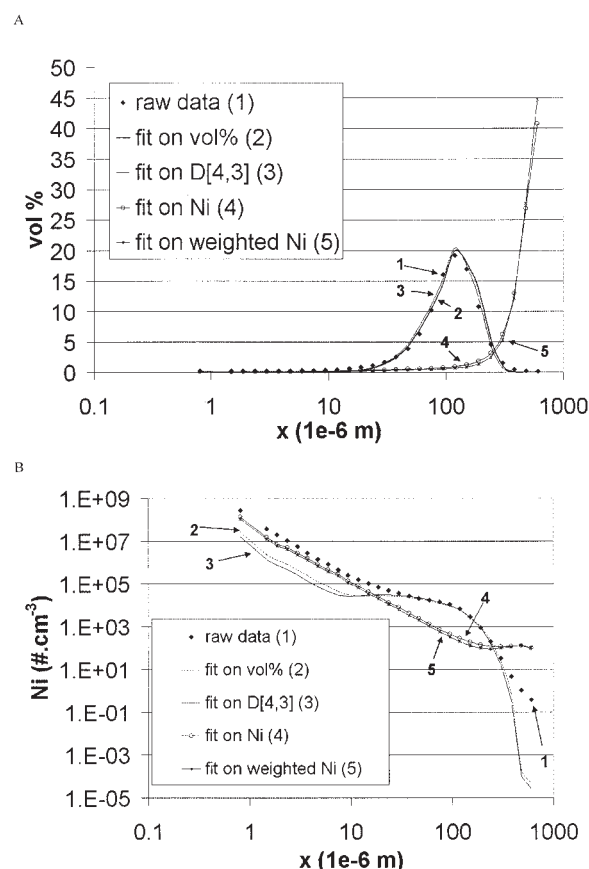 A
50
45
40
35
30
25
20
15
10
5
0
vol %
raw data (1)
fit on vol% (2)
fit on D[4,3] (3)
fit on Ni (4)
fit on weighted Ni (5)
1
3
2
4
5
0.1 1 10 100 1000
x (1e-6 m)
B
1.E+09
1.E+07
1.E+05
1.E+03
1.E+01
1.E-01
1.E-03
1.E-05
Ni (#.cm-3)
2
3
4
5
1
raw data (1)
fit on vol% (2)
fit on D[4,3] (3)
fit on Ni (4)
fit on weighted Ni (5)
0.1 1 10 100 1000
x (1e-6 m)